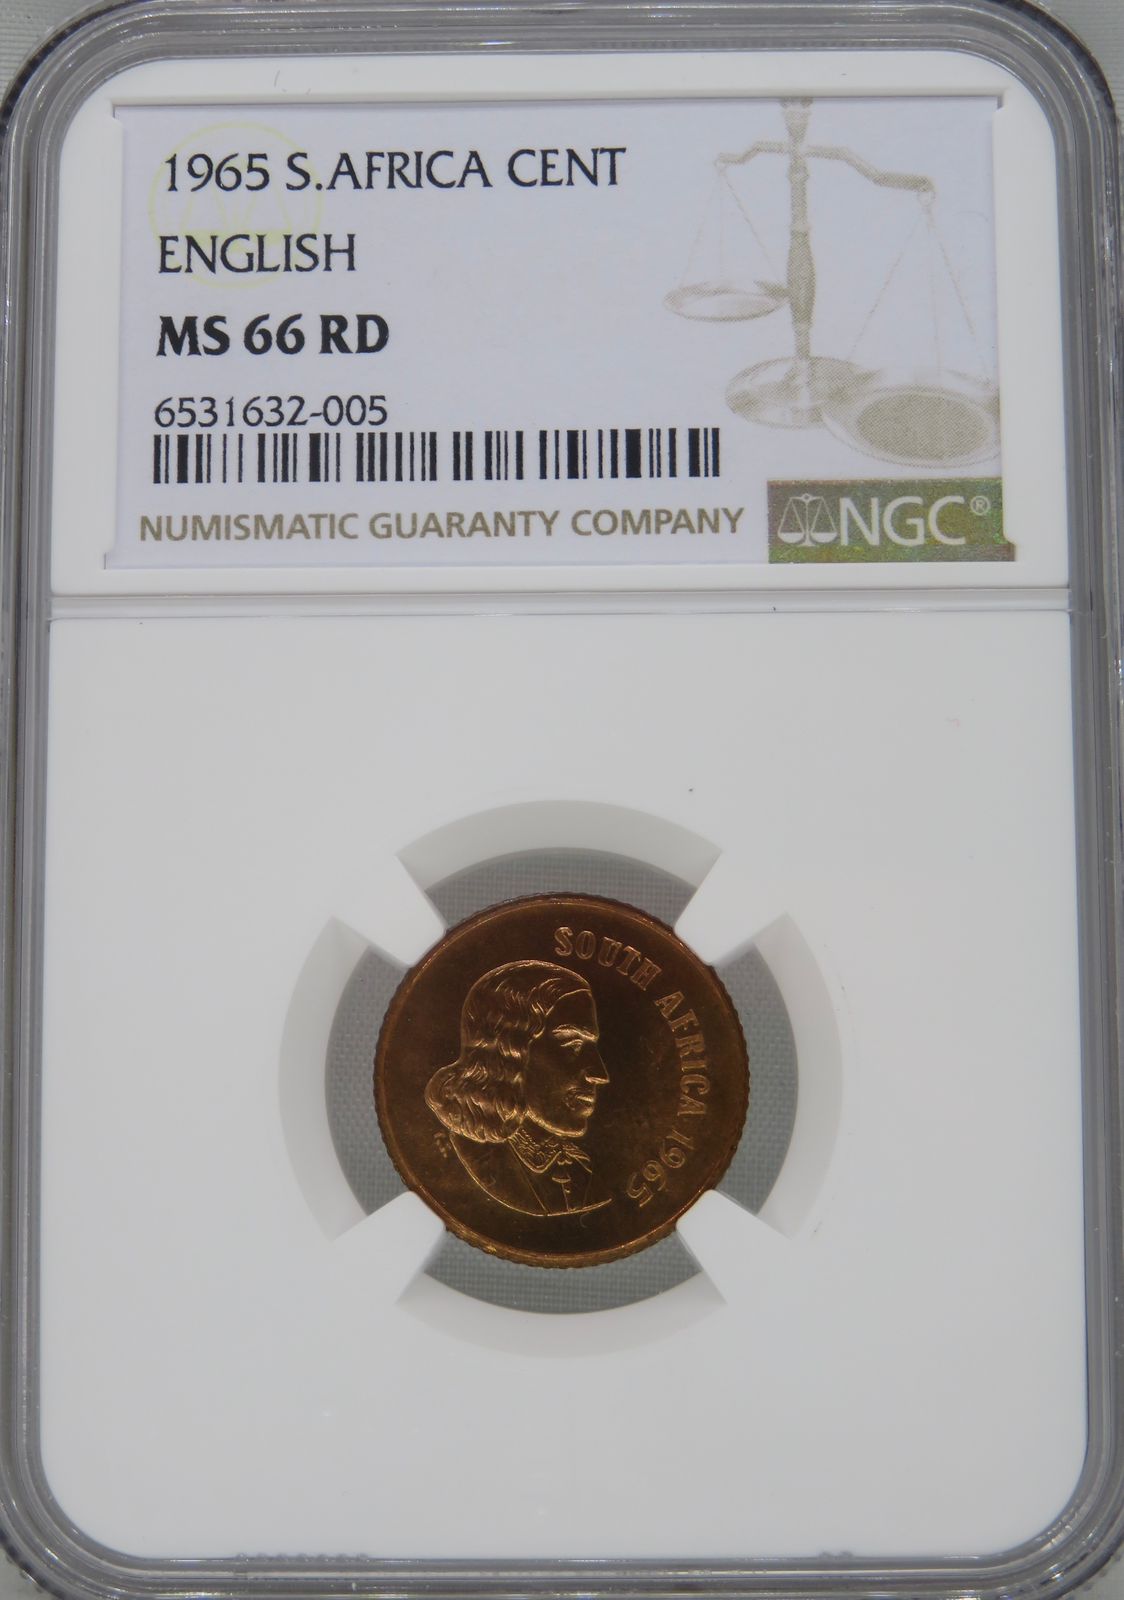 1965 S.AFRICA CENT
ENGLISH
MS 66 RD
6531632-005
NUMISMATIC GUARANTY COMPANY
NGC®
SOUTH AFRICA 1965